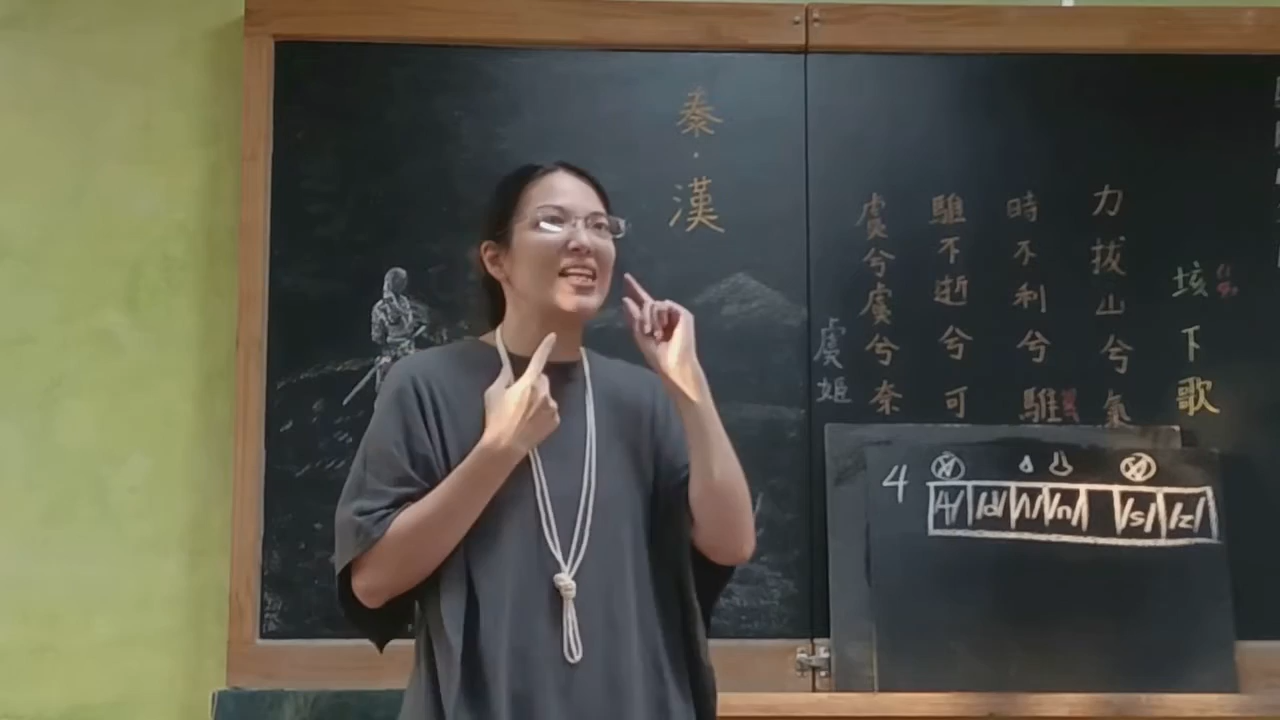 秦·漢
垓下歌
力拔山兮氣
時不利兮騅
騅不逝兮可
虞兮虞兮奈
虞姬
4
/t/ /d/ /l/ /n/ /s/ /z/